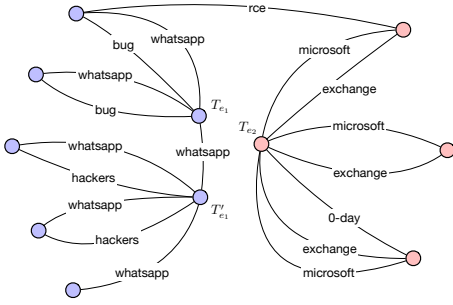 rce
whatsapp
bug
microsoft
whatsapp
exchange
bug
T_{e_1}
T_{e_2}
microsoft
whatsapp
whatsapp
exchange
hackers
whatsapp
T'_{e_1}
0-day
hackers
exchange
whatsapp
microsoft